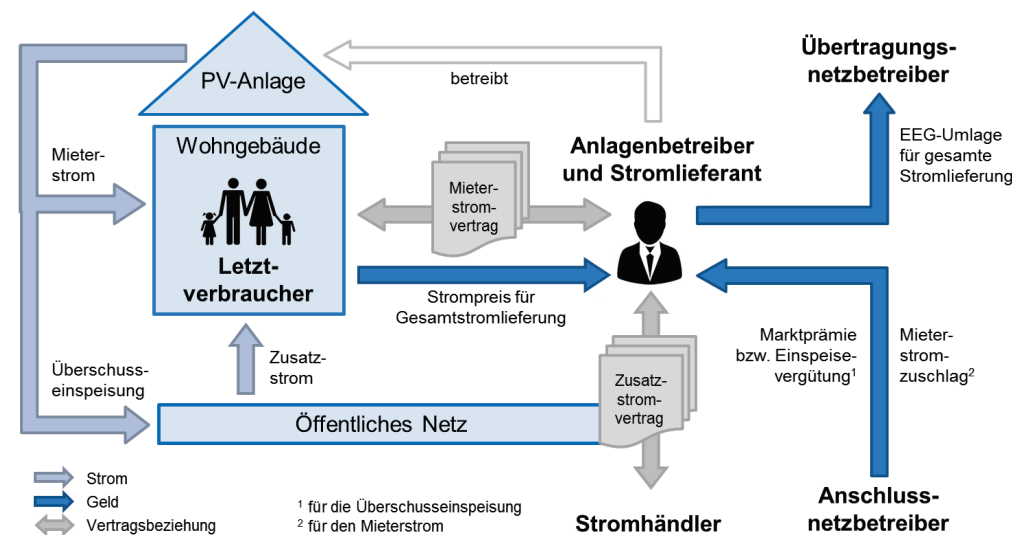 PV-Anlage
betreibt
Übertragungs-
netzbetreiber
Mieter-
strom
Wohngebäude
Letzt-
verbraucher
Mieter-
strom-
vertrag
Anlagenbetreiber
und Stromlieferant
EEG-Umlage
für gesamte
Stromlieferung
Strompreis für
Gesamtstromlieferung
Überschuss-
einspeisung
Zusatz-
strom
Öffentliches Netz
Zusatz-
strom-
vertrag
Marktprämie
bzw. Einspeise-
vergütung¹
Mieter-
strom-
zuschlag²
Strom
Geld
Vertragsbeziehung
¹ für die Überschusseinspeisung
² für den Mieterstrom
Stromhändler
Anschluss-
netzbetreiber